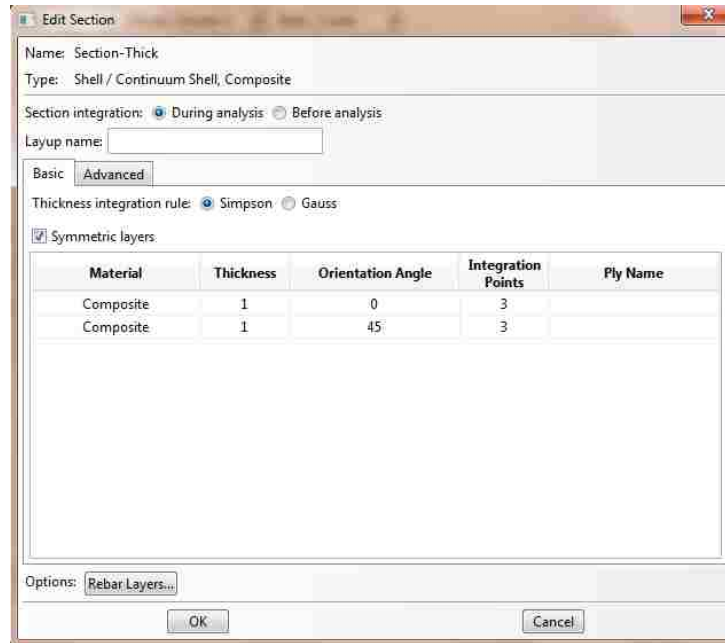 Edit Section
Name: Section-Thick
Type: Shell / Continuum Shell, Composite
Section integration: During analysis Before analysis
Layup name:
Basic Advanced
Thickness integration rule: Simpson Gauss
Symmetric layers
Material Thickness Orientation Angle Integration Points Ply Name
Composite 1 0 3
Composite 1 45 3
Options: Rebar Layers...
OK Cancel